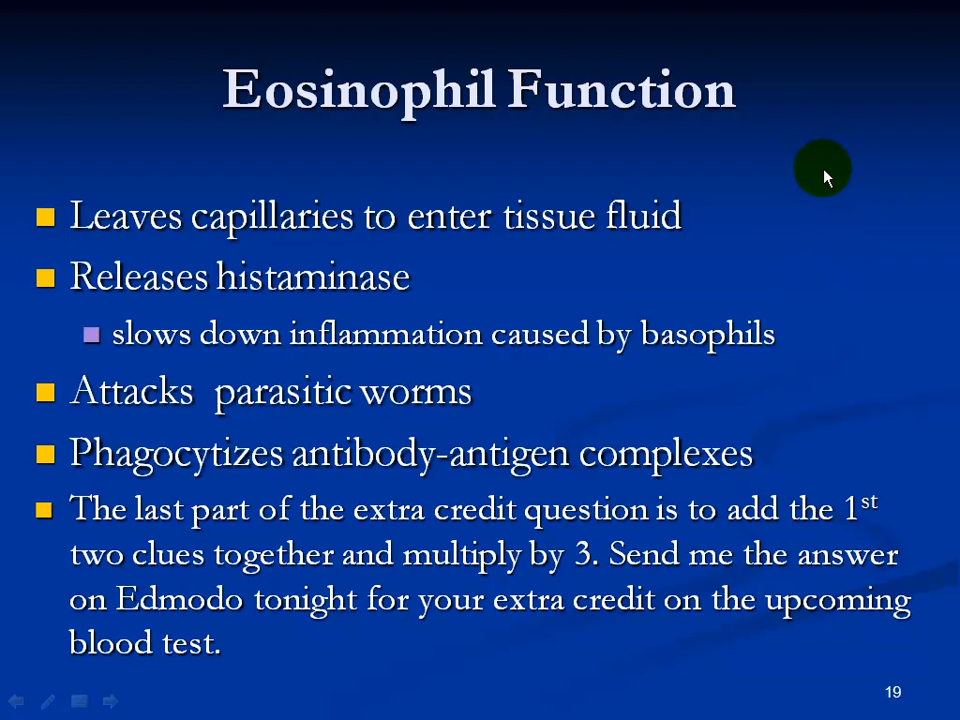 Eosinophil Function
Leaves capillaries to enter tissue fluid
Releases histaminase
slows down inflammation caused by basophils
Attacks parasitic worms
Phagocytizes antibody-antigen complexes
The last part of the extra credit question is to add the 1st
two clues together and multiply by 3. Send me the answer
on Edmodo tonight for your extra credit on the upcoming
blood test.
19